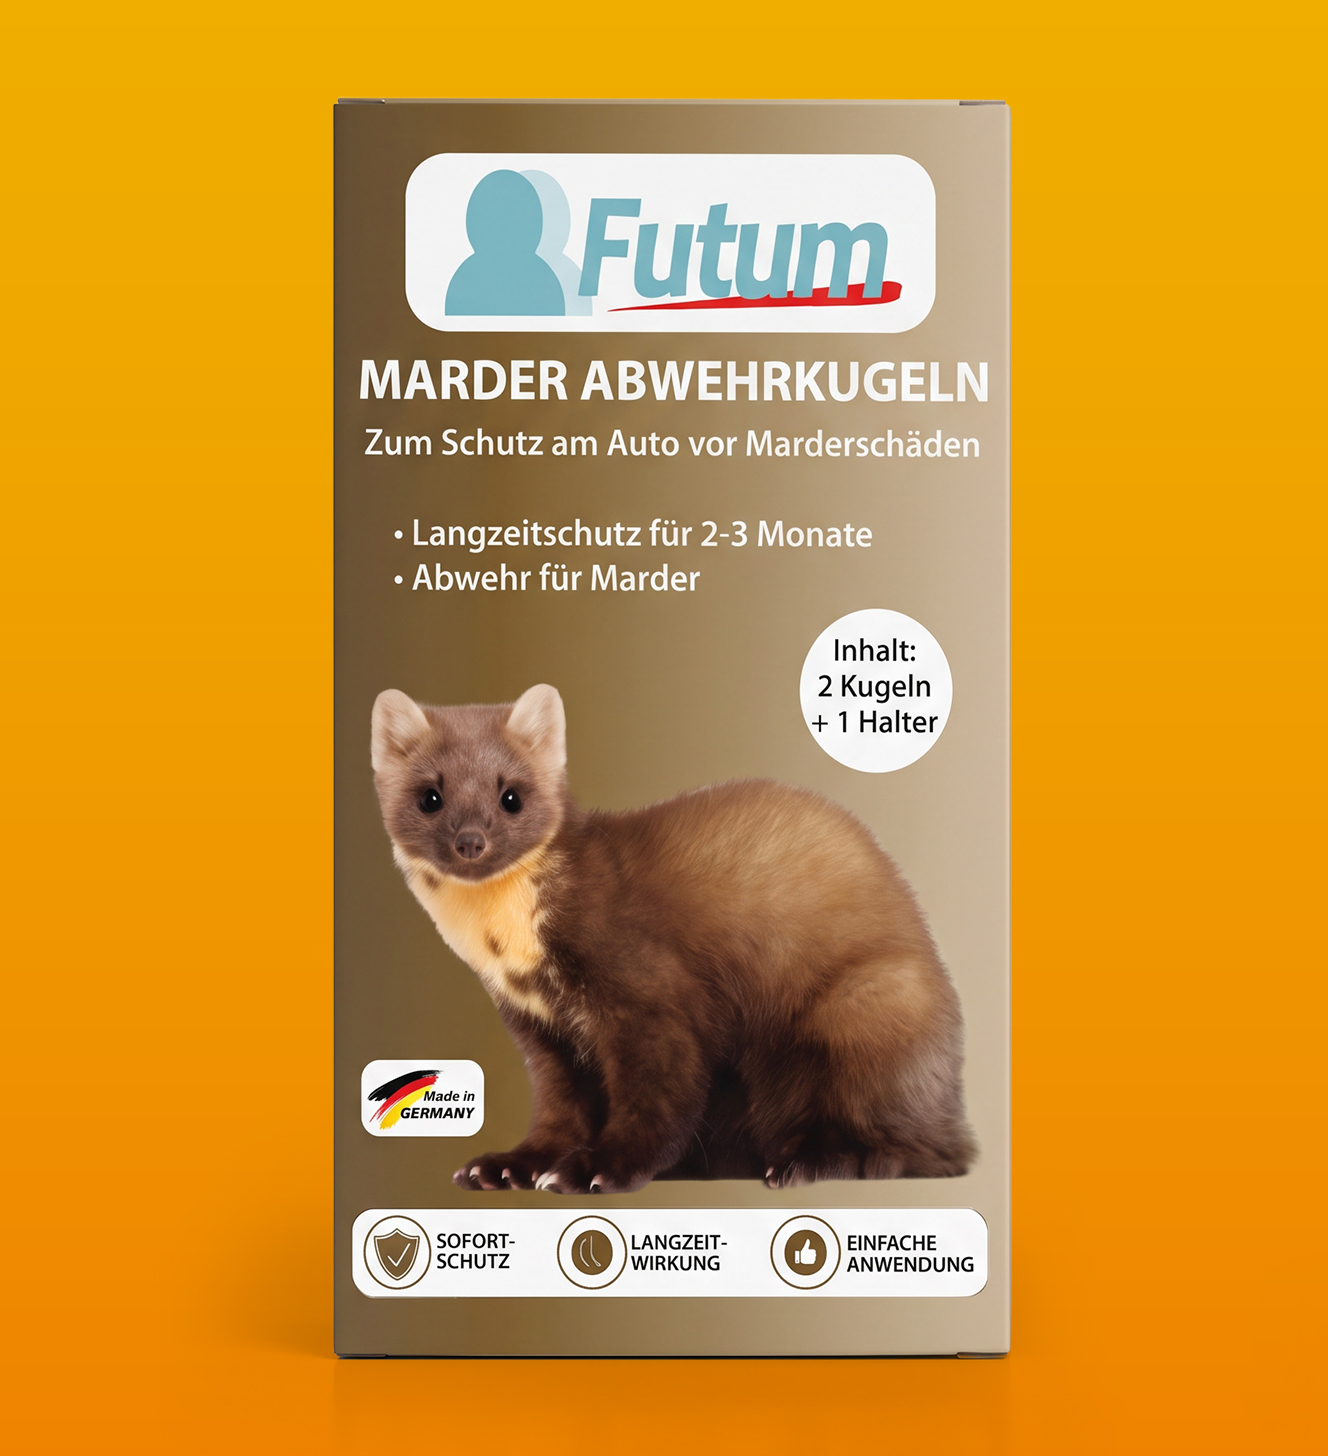 Futum
MARDER ABWEHRKUGELN
Zum Schutz am Auto vor Marderschäden
• Langzeitschutz für 2-3 Monate
• Abwehr für Marder
Inhalt:
2 Kugeln
+ 1 Halter
Made in
GERMANY
SOFORT-
SCHUTZ
LANGZEIT-
WIRKUNG
EINFACHE
ANWENDUNG